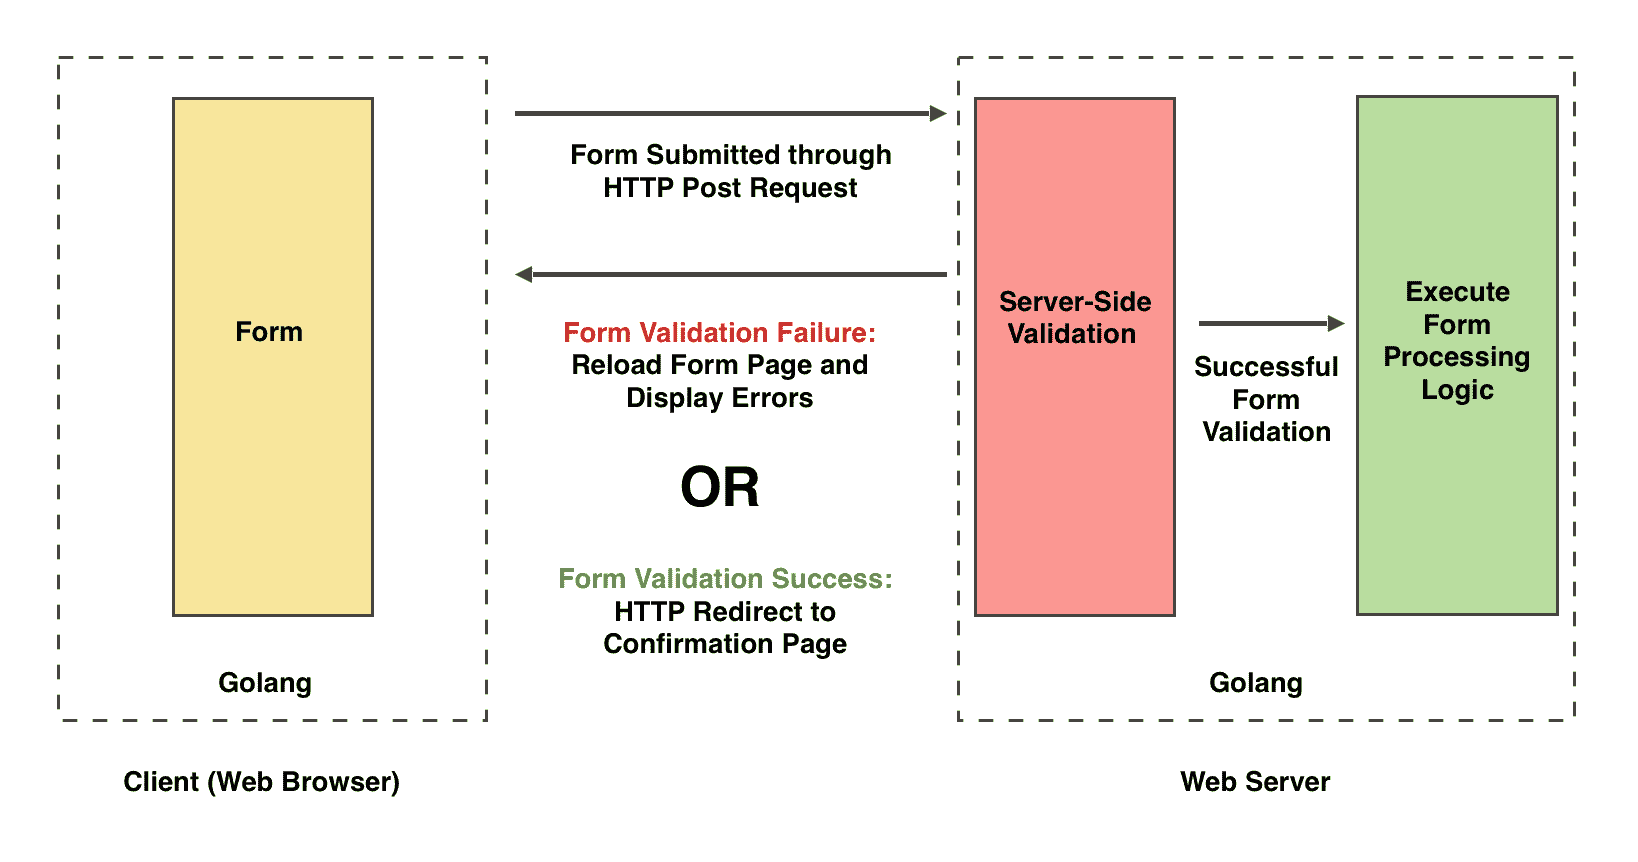 Form
Golang
Client (Web Browser)
Form Submitted through
HTTP Post Request
Form Validation Failure:
Reload Form Page and
Display Errors
OR
Form Validation Success:
HTTP Redirect to
Confirmation Page
Server-Side
Validation
Successful
Form
Validation
Execute
Form
Processing
Logic
Golang
Web Server